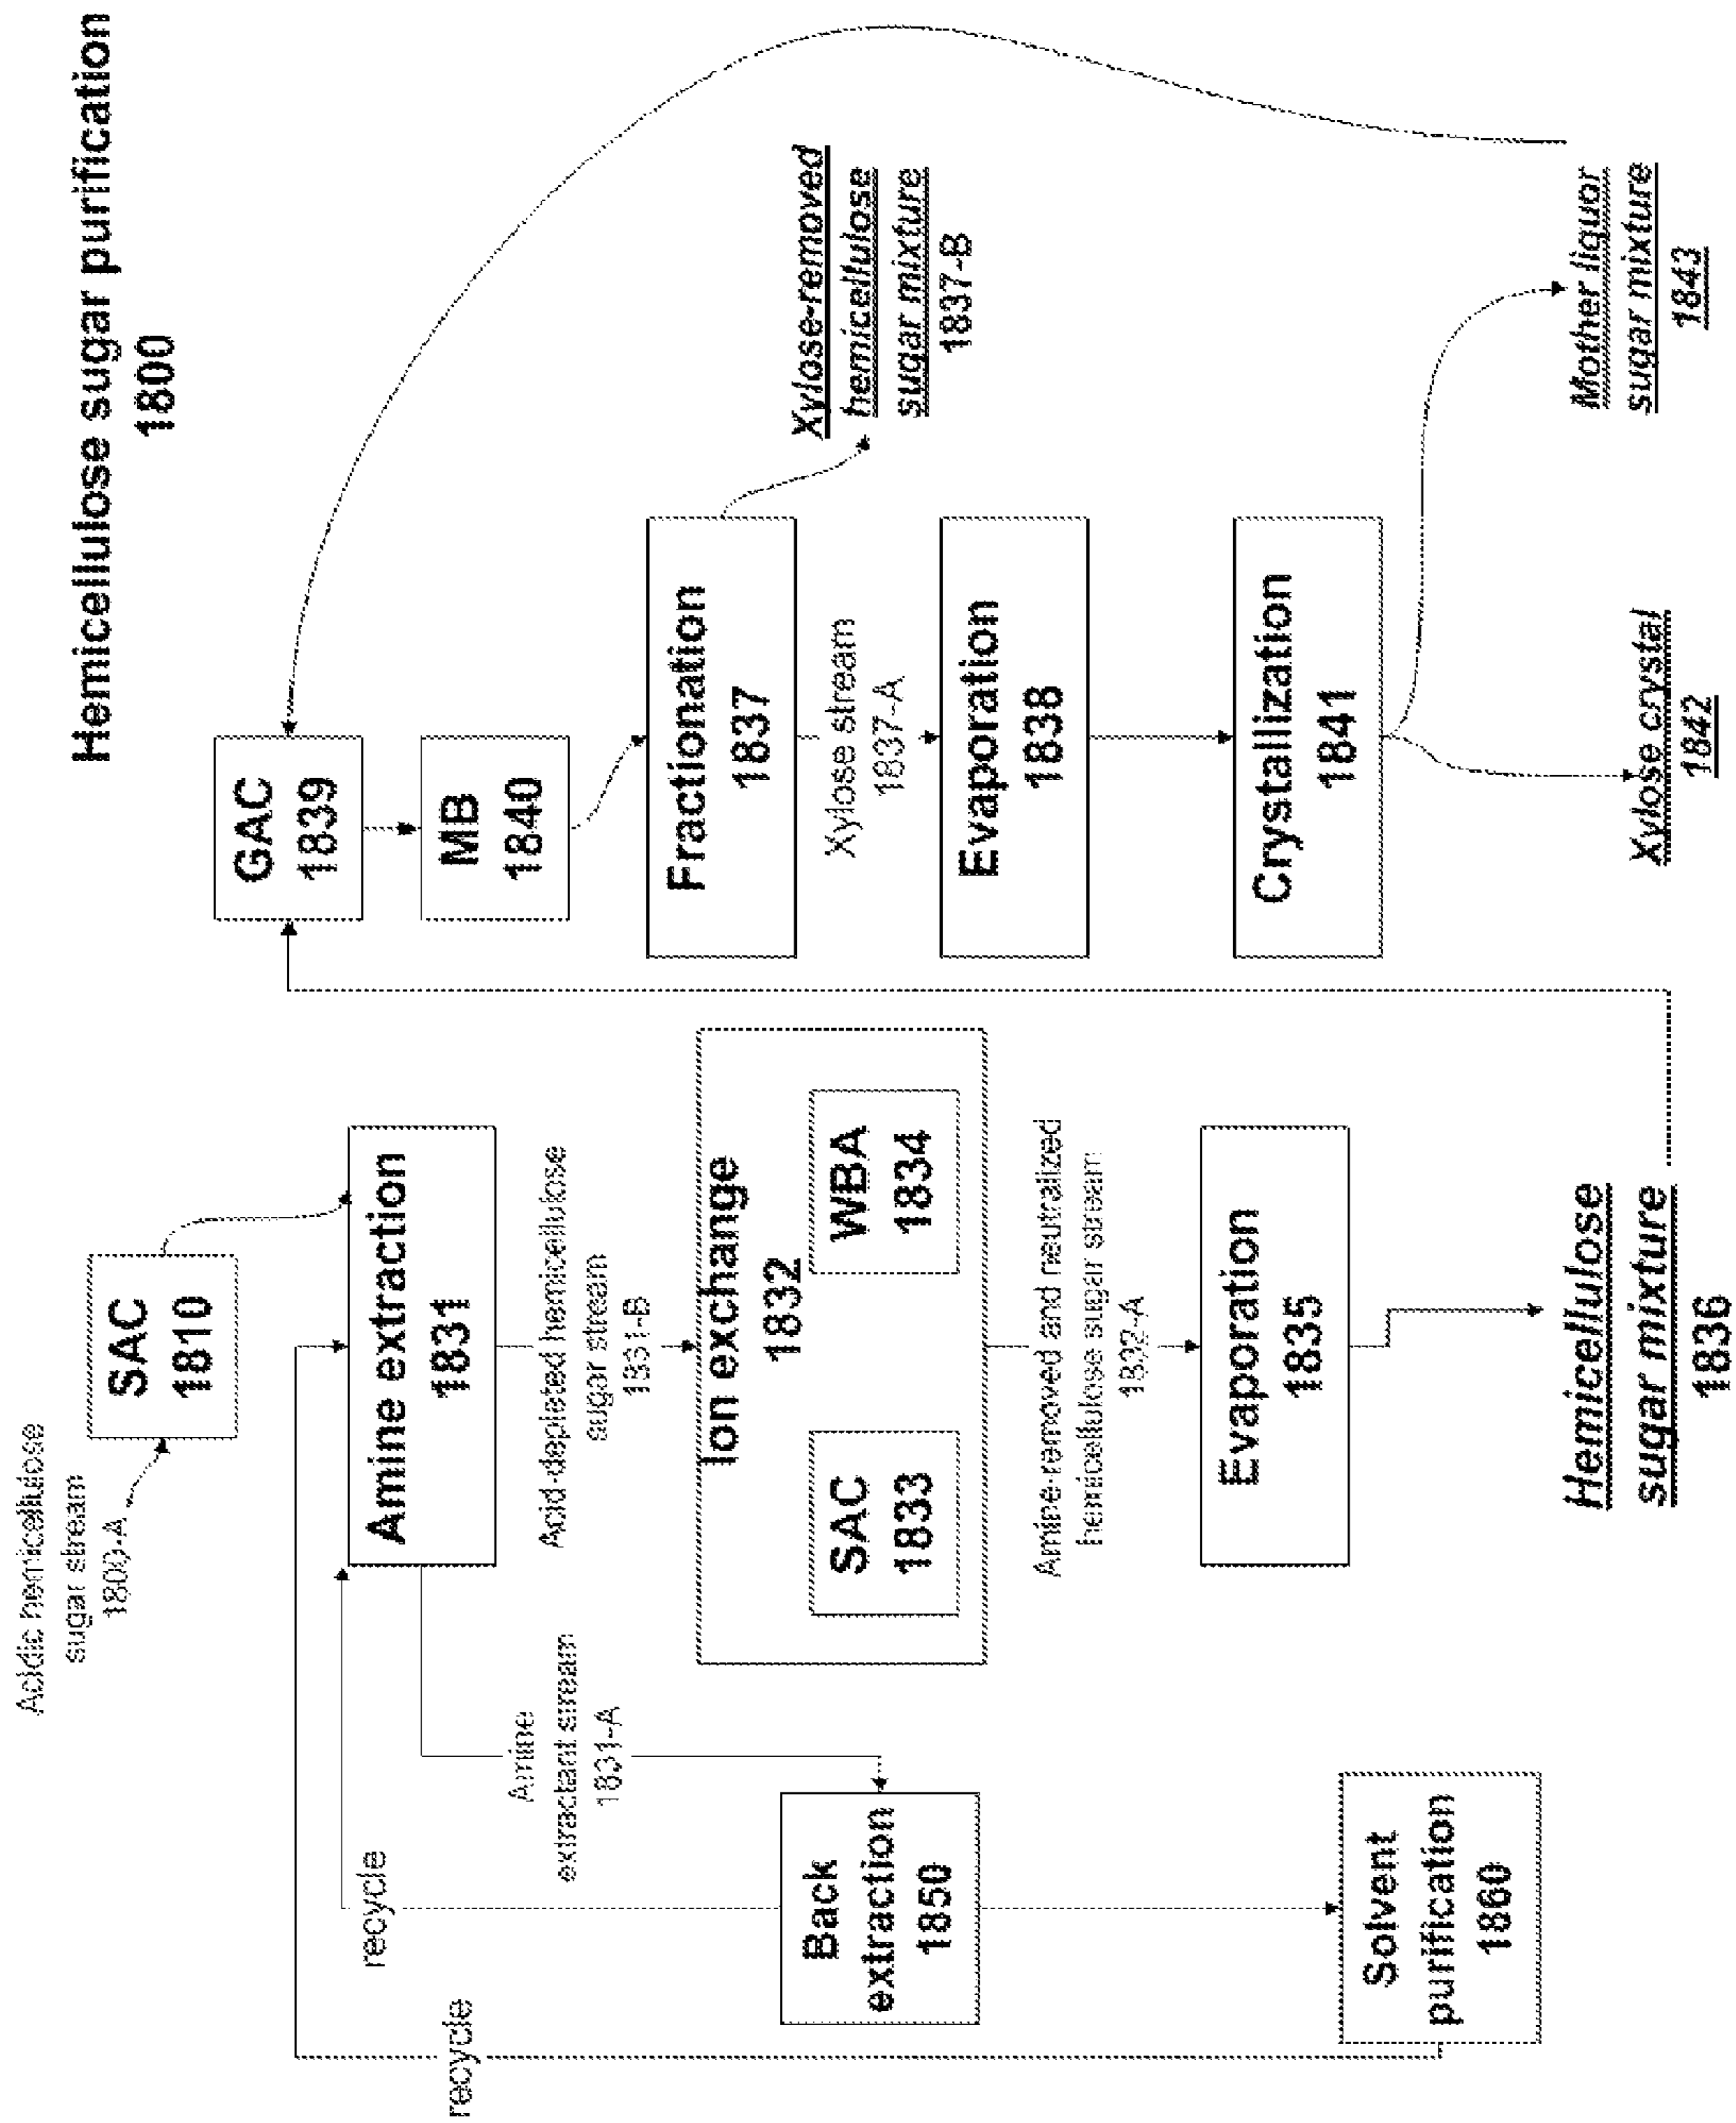 Hemicellulose sugar purification
1800
Acidic hemicellulose
sugar stream
1800-A
SAC
1810
recycle
recycle
Amine extraction
1831
Amine
extractant stream
1831-A
Acid-depleted hemicellulose
sugar stream
1831-B
Back
extraction
1850
Solvent
purification
1860
Ion exchange
1832
SAC
1833
WBA
1834
Amine-removed and neutralized
hemicellulose sugar stream
1832-A
Evaporation
1835
Hemicellulose
sugar mixture
1836
GAC
1839
MB
1840
Fractionation
1837
Xylose-removed
hemicellulose
sugar mixture
1837-B
Xylose stream
1837-A
Evaporation
1838
Crystallization
1841
Xylose crystal
1842
Mother liquor
sugar mixture
1843